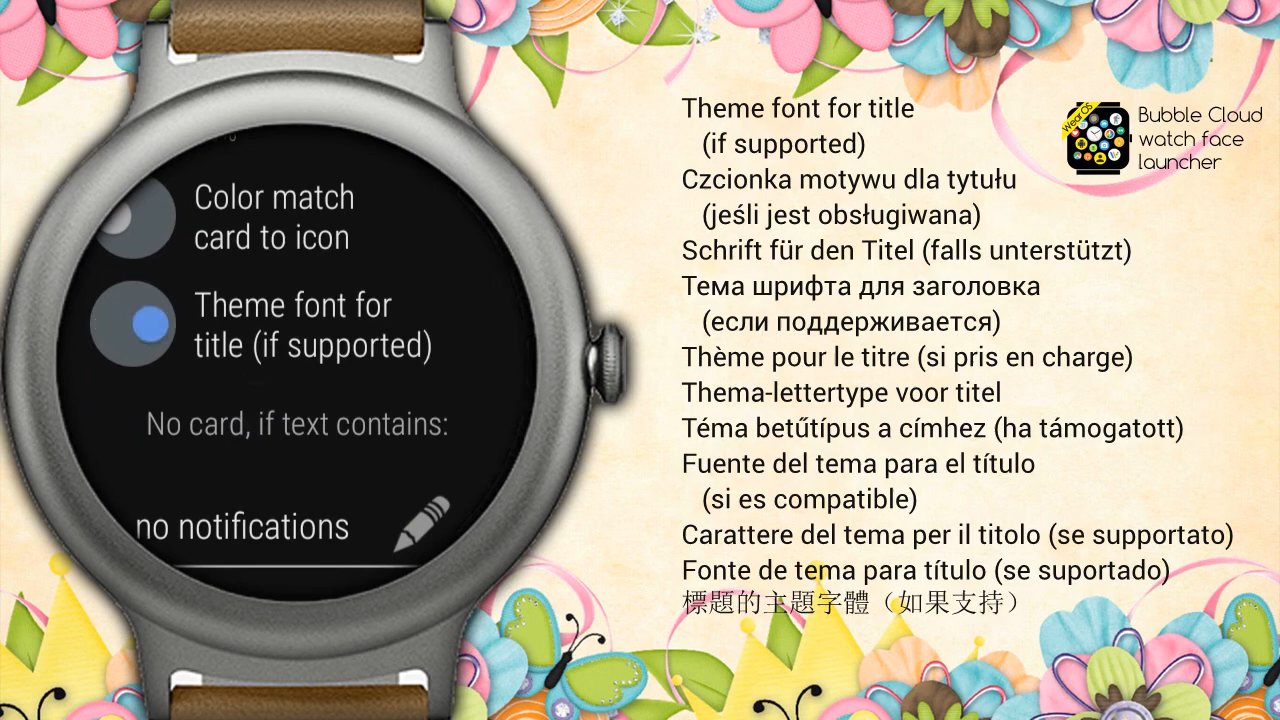 Color match
card to icon
Theme font for
title (if supported)
No card, if text contains:
no notifications
Theme font for title
(if supported)
Czcionka motywu dla tytułu
(jeśli jest obsługiwana)
Schrift für den Titel (falls unterstützt)
Тема шрифта для заголовка
(если поддерживается)
Thème pour le titre (si pris en charge)
Thema-lettertype voor titel
Téma betűtípus a címhez (ha támogatott)
Fuente del tema para el título
(si es compatible)
Carattere del tema per il titolo (se supportato)
Fonte de tema para título (se suportado)
標題的主題字體（如果支持）
Wear OS
Bubble Cloud
watch face
launcher